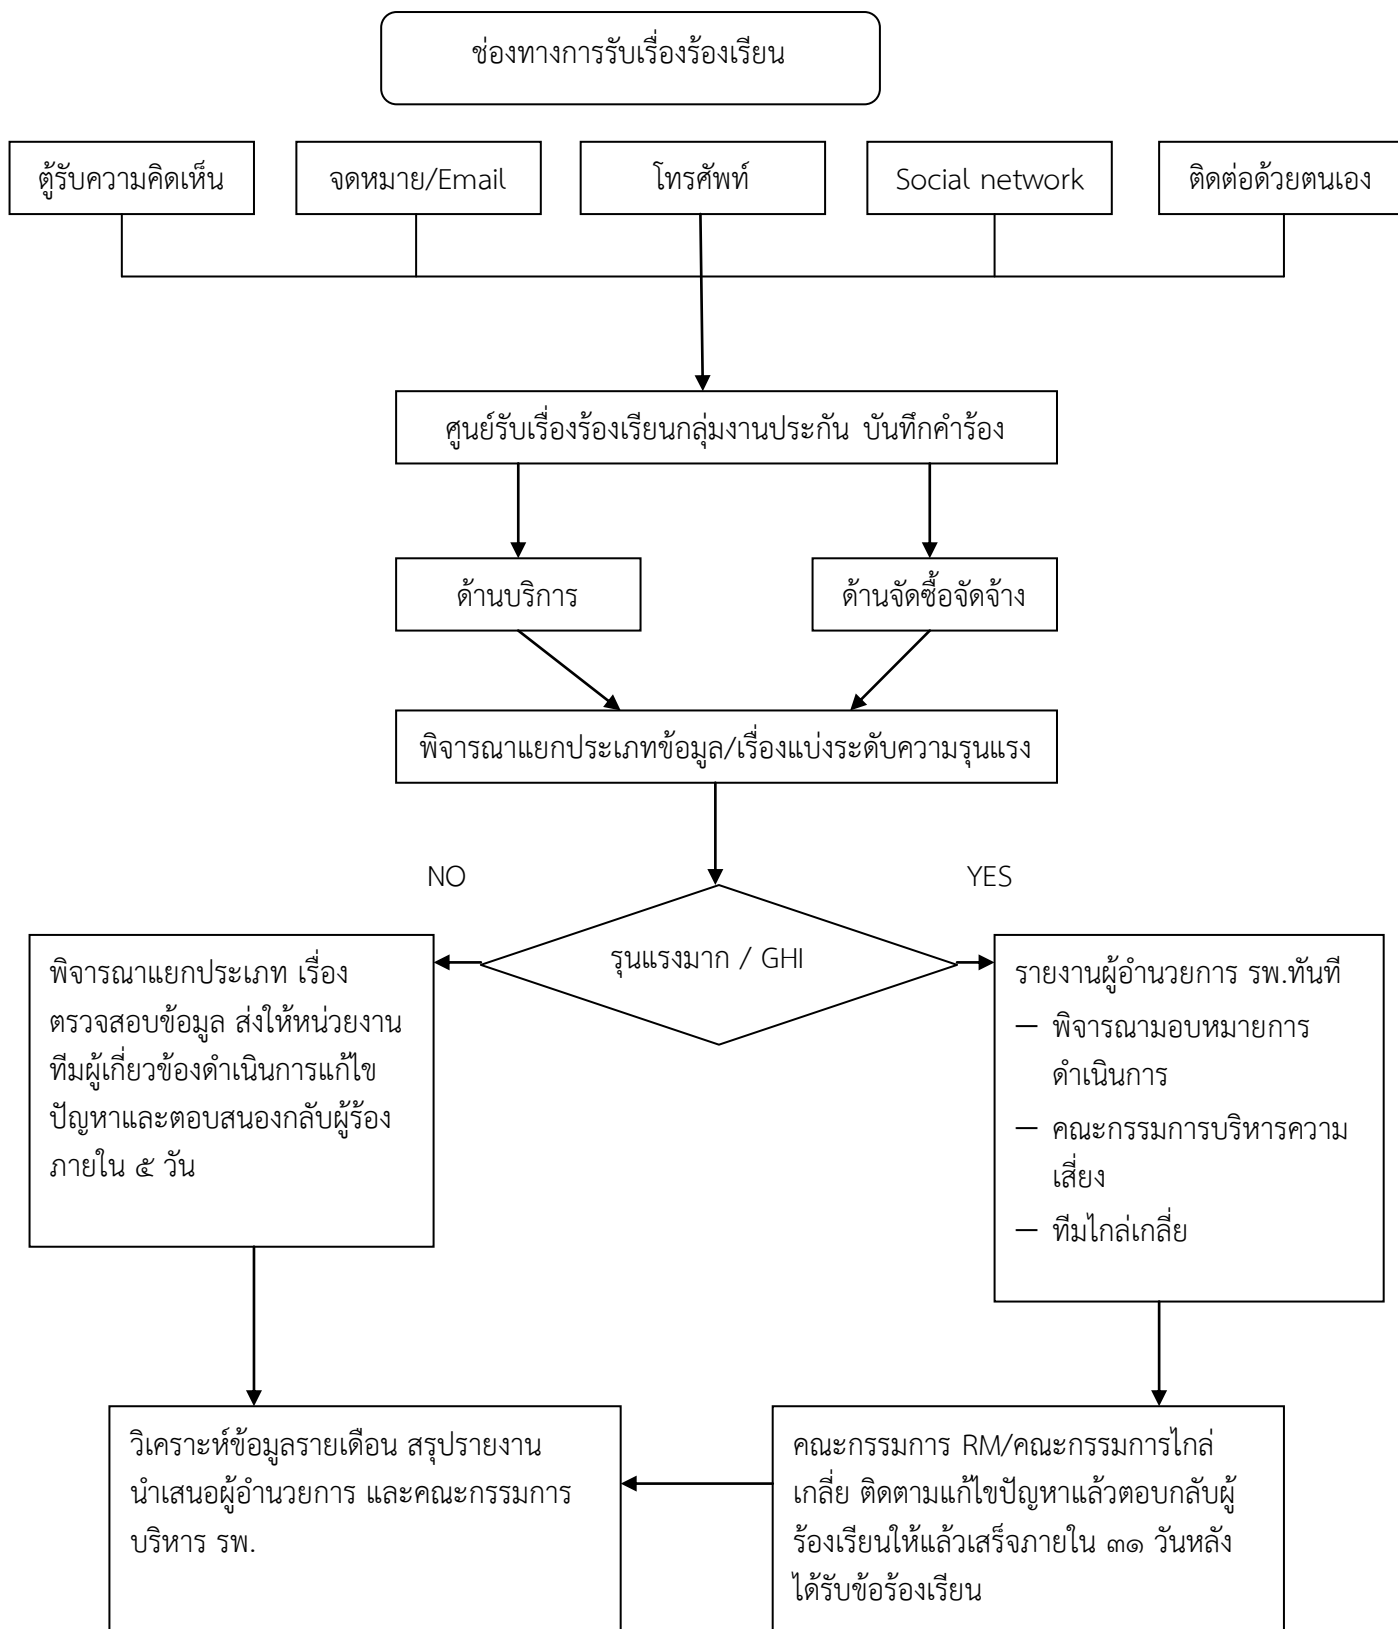 ช่องทางการรับเรื่องร้องเรียน
ตู้รับความคิดเห็น
จดหมาย/Email
โทรศัพท์
Social network
ติดต่อด้วยตนเอง
ศูนย์รับเรื่องร้องเรียนกลุ่มงานประกัน บันทึกคำร้อง
ด้านบริการ
ด้านจัดซื้อจัดจ้าง
พิจารณาแยกประเภทข้อมูล/เรื่องแบ่งระดับความรุนแรง
NO
YES
รุนแรงมาก / GHI
พิจารณาแยกประเภท เรื่อง
ตรวจสอบข้อมูล ส่งให้หน่วยงาน
ทีมผู้เกี่ยวข้องดำเนินการแก้ไข
ปัญหาและตอบสนองกลับผู้ร้อง
ภายใน ๕ วัน
รายงานผู้อำนวยการ รพ.ทันที
– พิจารณามอบหมายการ
ดำเนินการ
– คณะกรรมการบริหารความ
เสี่ยง
– ทีมไกล่เกลี่ย
วิเคราะห์ข้อมูลรายเดือน สรุปรายงาน
นำเสนอผู้อำนวยการ และคณะกรรมการ
บริหาร รพ.
คณะกรรมการ RM/คณะกรรมการไกล่
เกลี่ย ติดตามแก้ไขปัญหาแล้วตอบกลับผู้
ร้องเรียนให้แล้วเสร็จภายใน ๓๑ วันหลัง
ได้รับข้อร้องเรียน